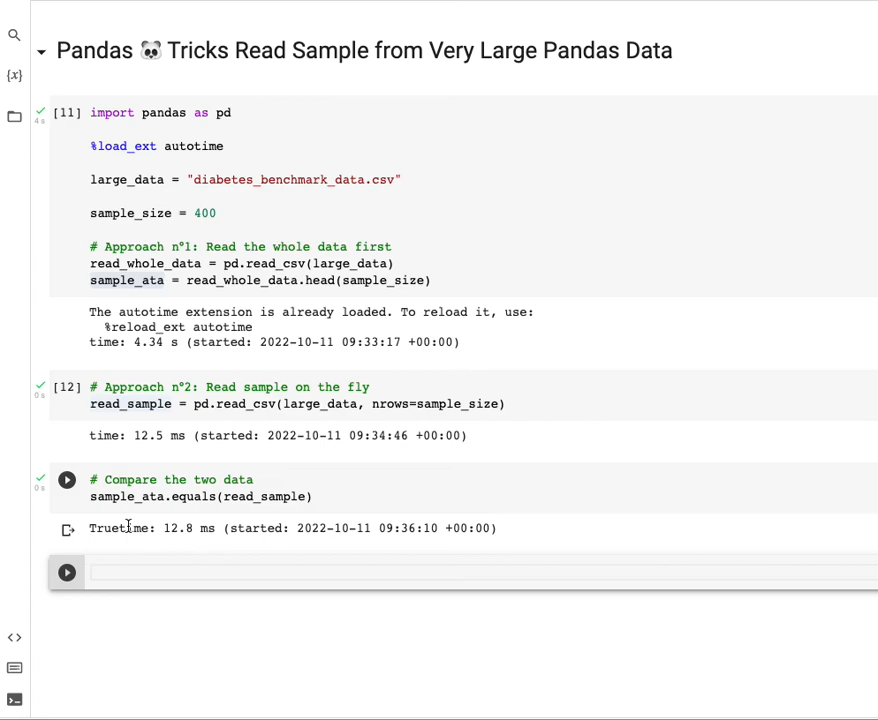 Pandas 🐼 Tricks Read Sample from Very Large Pandas Data
{x}
4 s
[11] import pandas as pd
%load_ext autotime
large_data = "diabetes_benchmark_data.csv"
sample_size = 400
# Approach n°1: Read the whole data first
read_whole_data = pd.read_csv(large_data)
sample_ata = read_whole_data.head(sample_size)
The autotime extension is already loaded. To reload it, use:
%reload_ext autotime
time: 4.34 s (started: 2022-10-11 09:33:17 +00:00)
0 s
[12] # Approach n°2: Read sample on the fly
read_sample = pd.read_csv(large_data, nrows=sample_size)
time: 12.5 ms (started: 2022-10-11 09:34:46 +00:00)
0 s
# Compare the two data
sample_ata.equals(read_sample)
Truetime: 12.8 ms (started: 2022-10-11 09:36:10 +00:00)